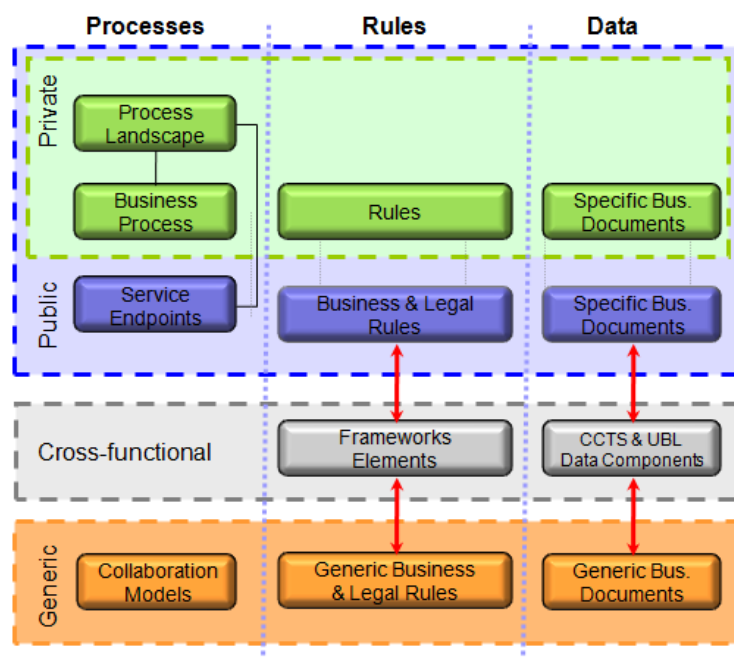 Processes
Rules
Data
Private
Process
Landscape
Business
Process
Rules
Specific Bus.
Documents
Public
Service
Endpoints
Business & Legal
Rules
Specific Bus.
Documents
Cross-functional
Frameworks
Elements
CCTS & UBL
Data Components
Generic
Collaboration
Models
Generic Business
& Legal Rules
Generic Bus.
Documents